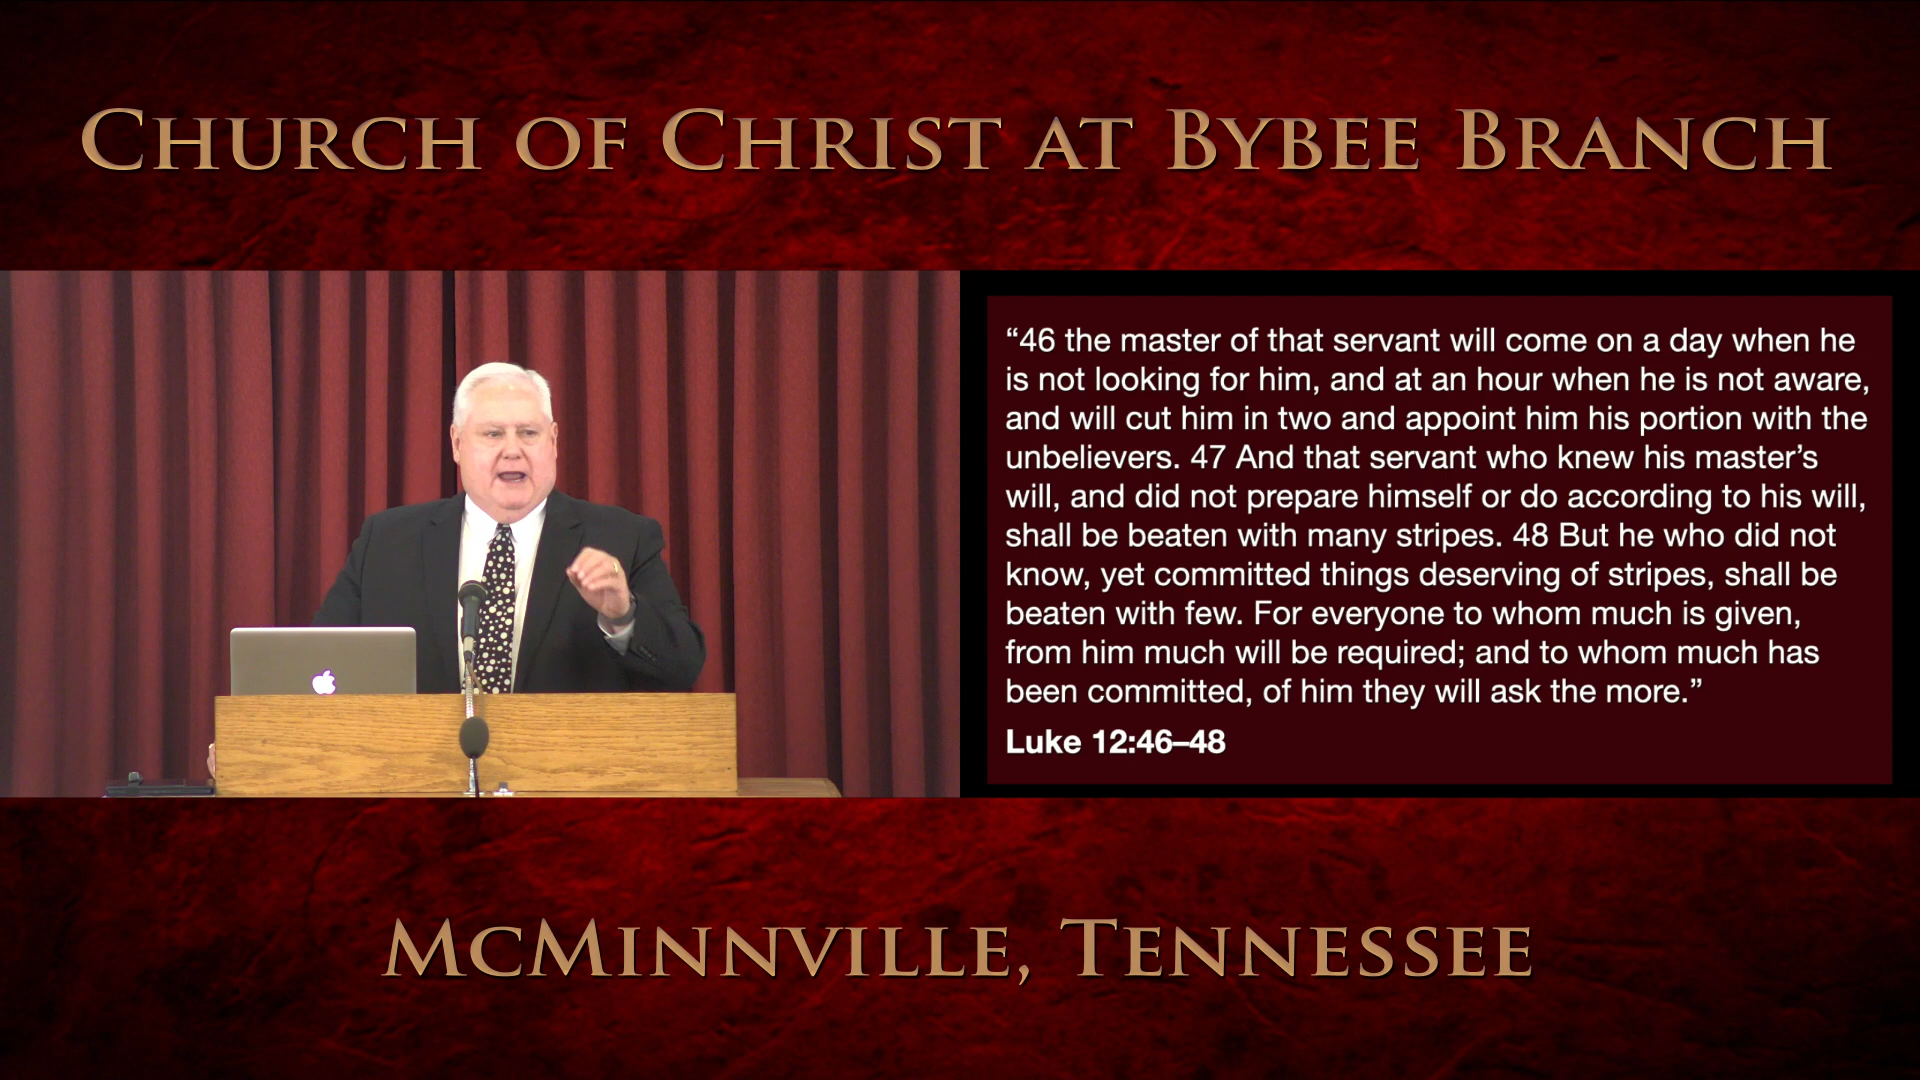 Church of Christ at Bybee Branch
“46 the master of that servant will come on a day when he
is not looking for him, and at an hour when he is not aware,
and will cut him in two and appoint him his portion with the
unbelievers. 47 And that servant who knew his master’s
will, and did not prepare himself or do according to his will,
shall be beaten with many stripes. 48 But he who did not
know, yet committed things deserving of stripes, shall be
beaten with few. For everyone to whom much is given,
from him much will be required; and to whom much has
been committed, of him they will ask the more.”
Luke 12:46–48
McMinnville, Tennessee